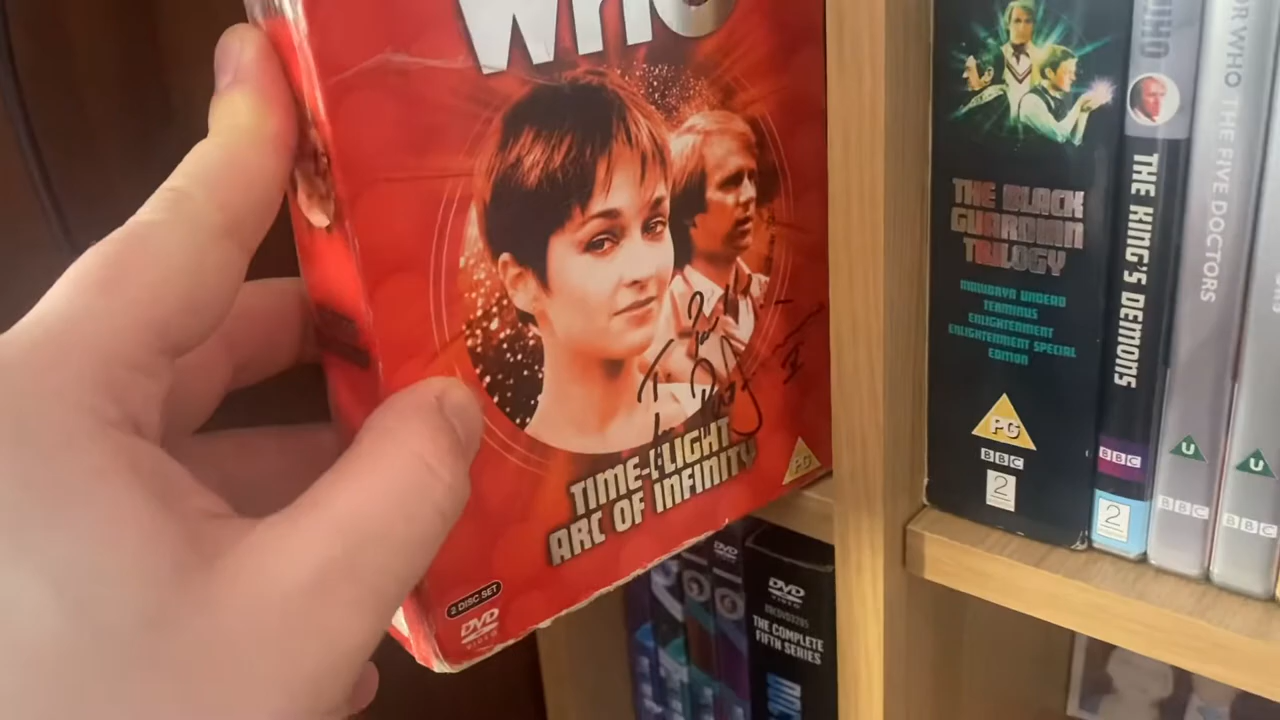 WHO
TIME-FLIGHT
ARC OF INFINITY
PG
2 DISC SET
DVD
VIDEO
THE BLACK
GUARDIAN
TRILOGY
MAWDRYN UNDEAD
TERMINUS
ENLIGHTENMENT
ENLIGHTENMENT SPECIAL
EDITION
PG
BBC
2
WHO
THE KING'S DEMONS
BBC
2
OR WHO THE FIVE DOCTORS
U
BBC
U
BBC
DVD
DVD
VIDEO
THE COMPLETE
FIFTH SERIES